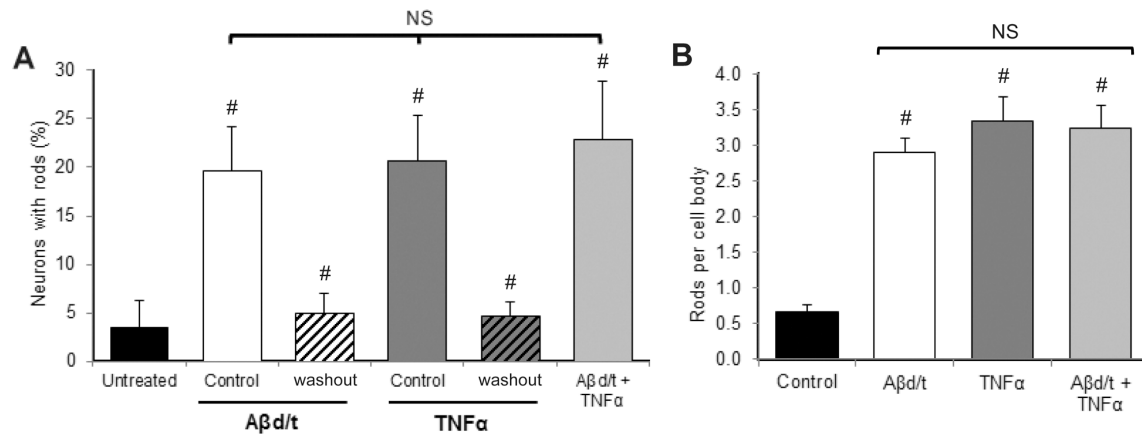 NS
A
Neurons with rods (%)
30
25
20
15
10
5
0
#
#
#
#
#
Untreated
Control
washout
Control
washout
Aβd/t +
TNFα
Aβd/t
TNFα
NS
B
Rods per cell body
4.0
3.5
3.0
2.5
2.0
1.5
1.0
0.5
0.0
#
#
#
Control
Aβd/t
TNFα
Aβd/t +
TNFα